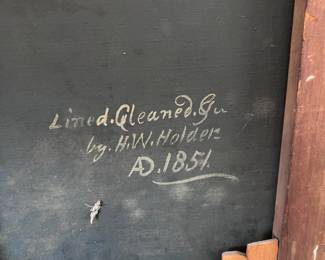 Lined. Cleaned. &c
by. H.W. Holder
AD. 1851.